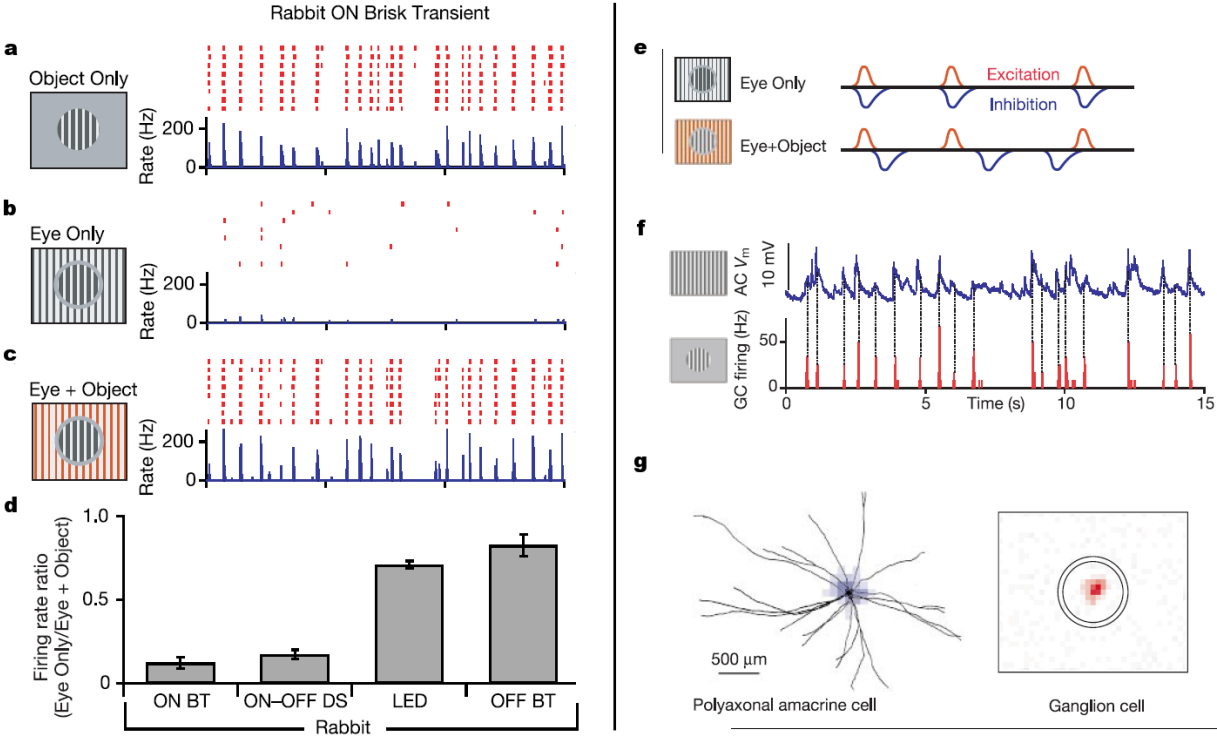 Rabbit ON Brisk Transient
a
Object Only
Rate (Hz)
200
0
b
Eye Only
Rate (Hz)
200
0
c
Eye + Object
Rate (Hz)
200
0
d
Firing rate ratio
(Eye Only/Eye + Object)
1.0
0.5
0
ON BT
ON–OFF DS
LED
OFF BT
Rabbit
e
Eye Only
Excitation
Inhibition
Eye+Object
f
AC Vm
10 mV
GC firing (Hz)
50
0
0
5
10
15
Time (s)
g
500 µm
Polyaxonal amacrine cell
Ganglion cell